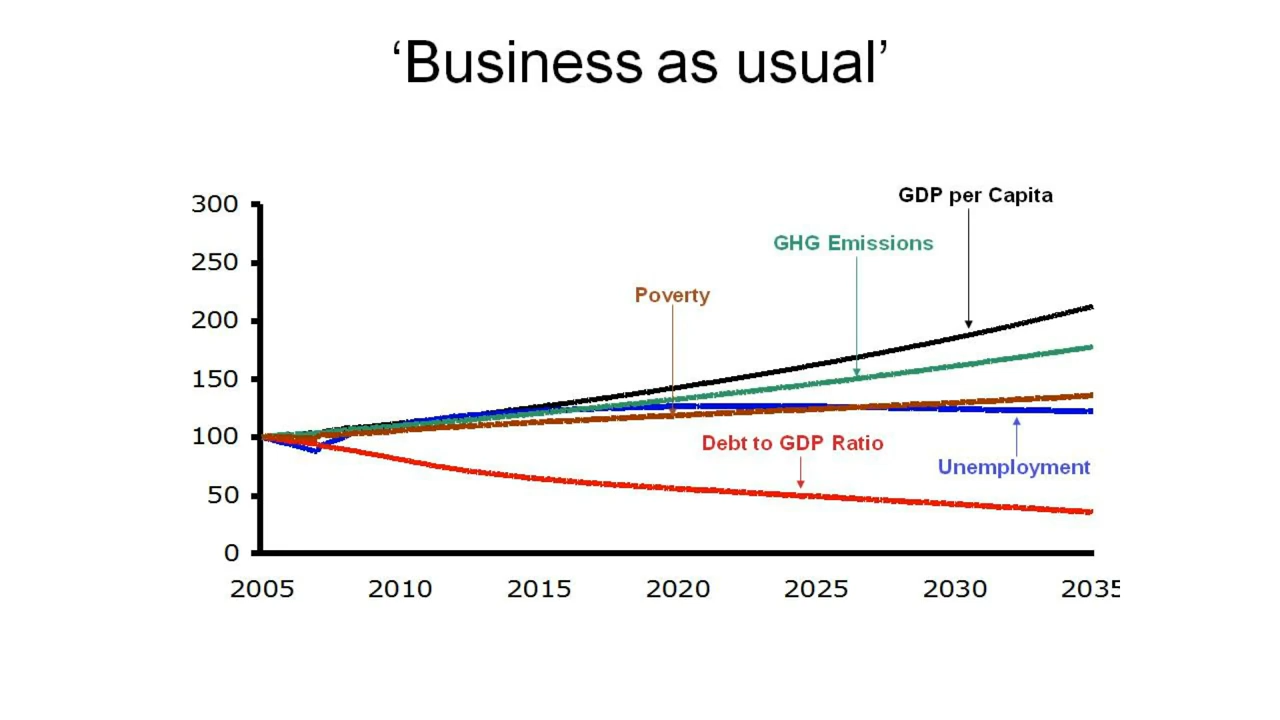 ‘Business as usual’
300
250
200
150
100
50
0
GDP per Capita
GHG Emissions
Poverty
Debt to GDP Ratio
Unemployment
2005 2010 2015 2020 2025 2030 2035